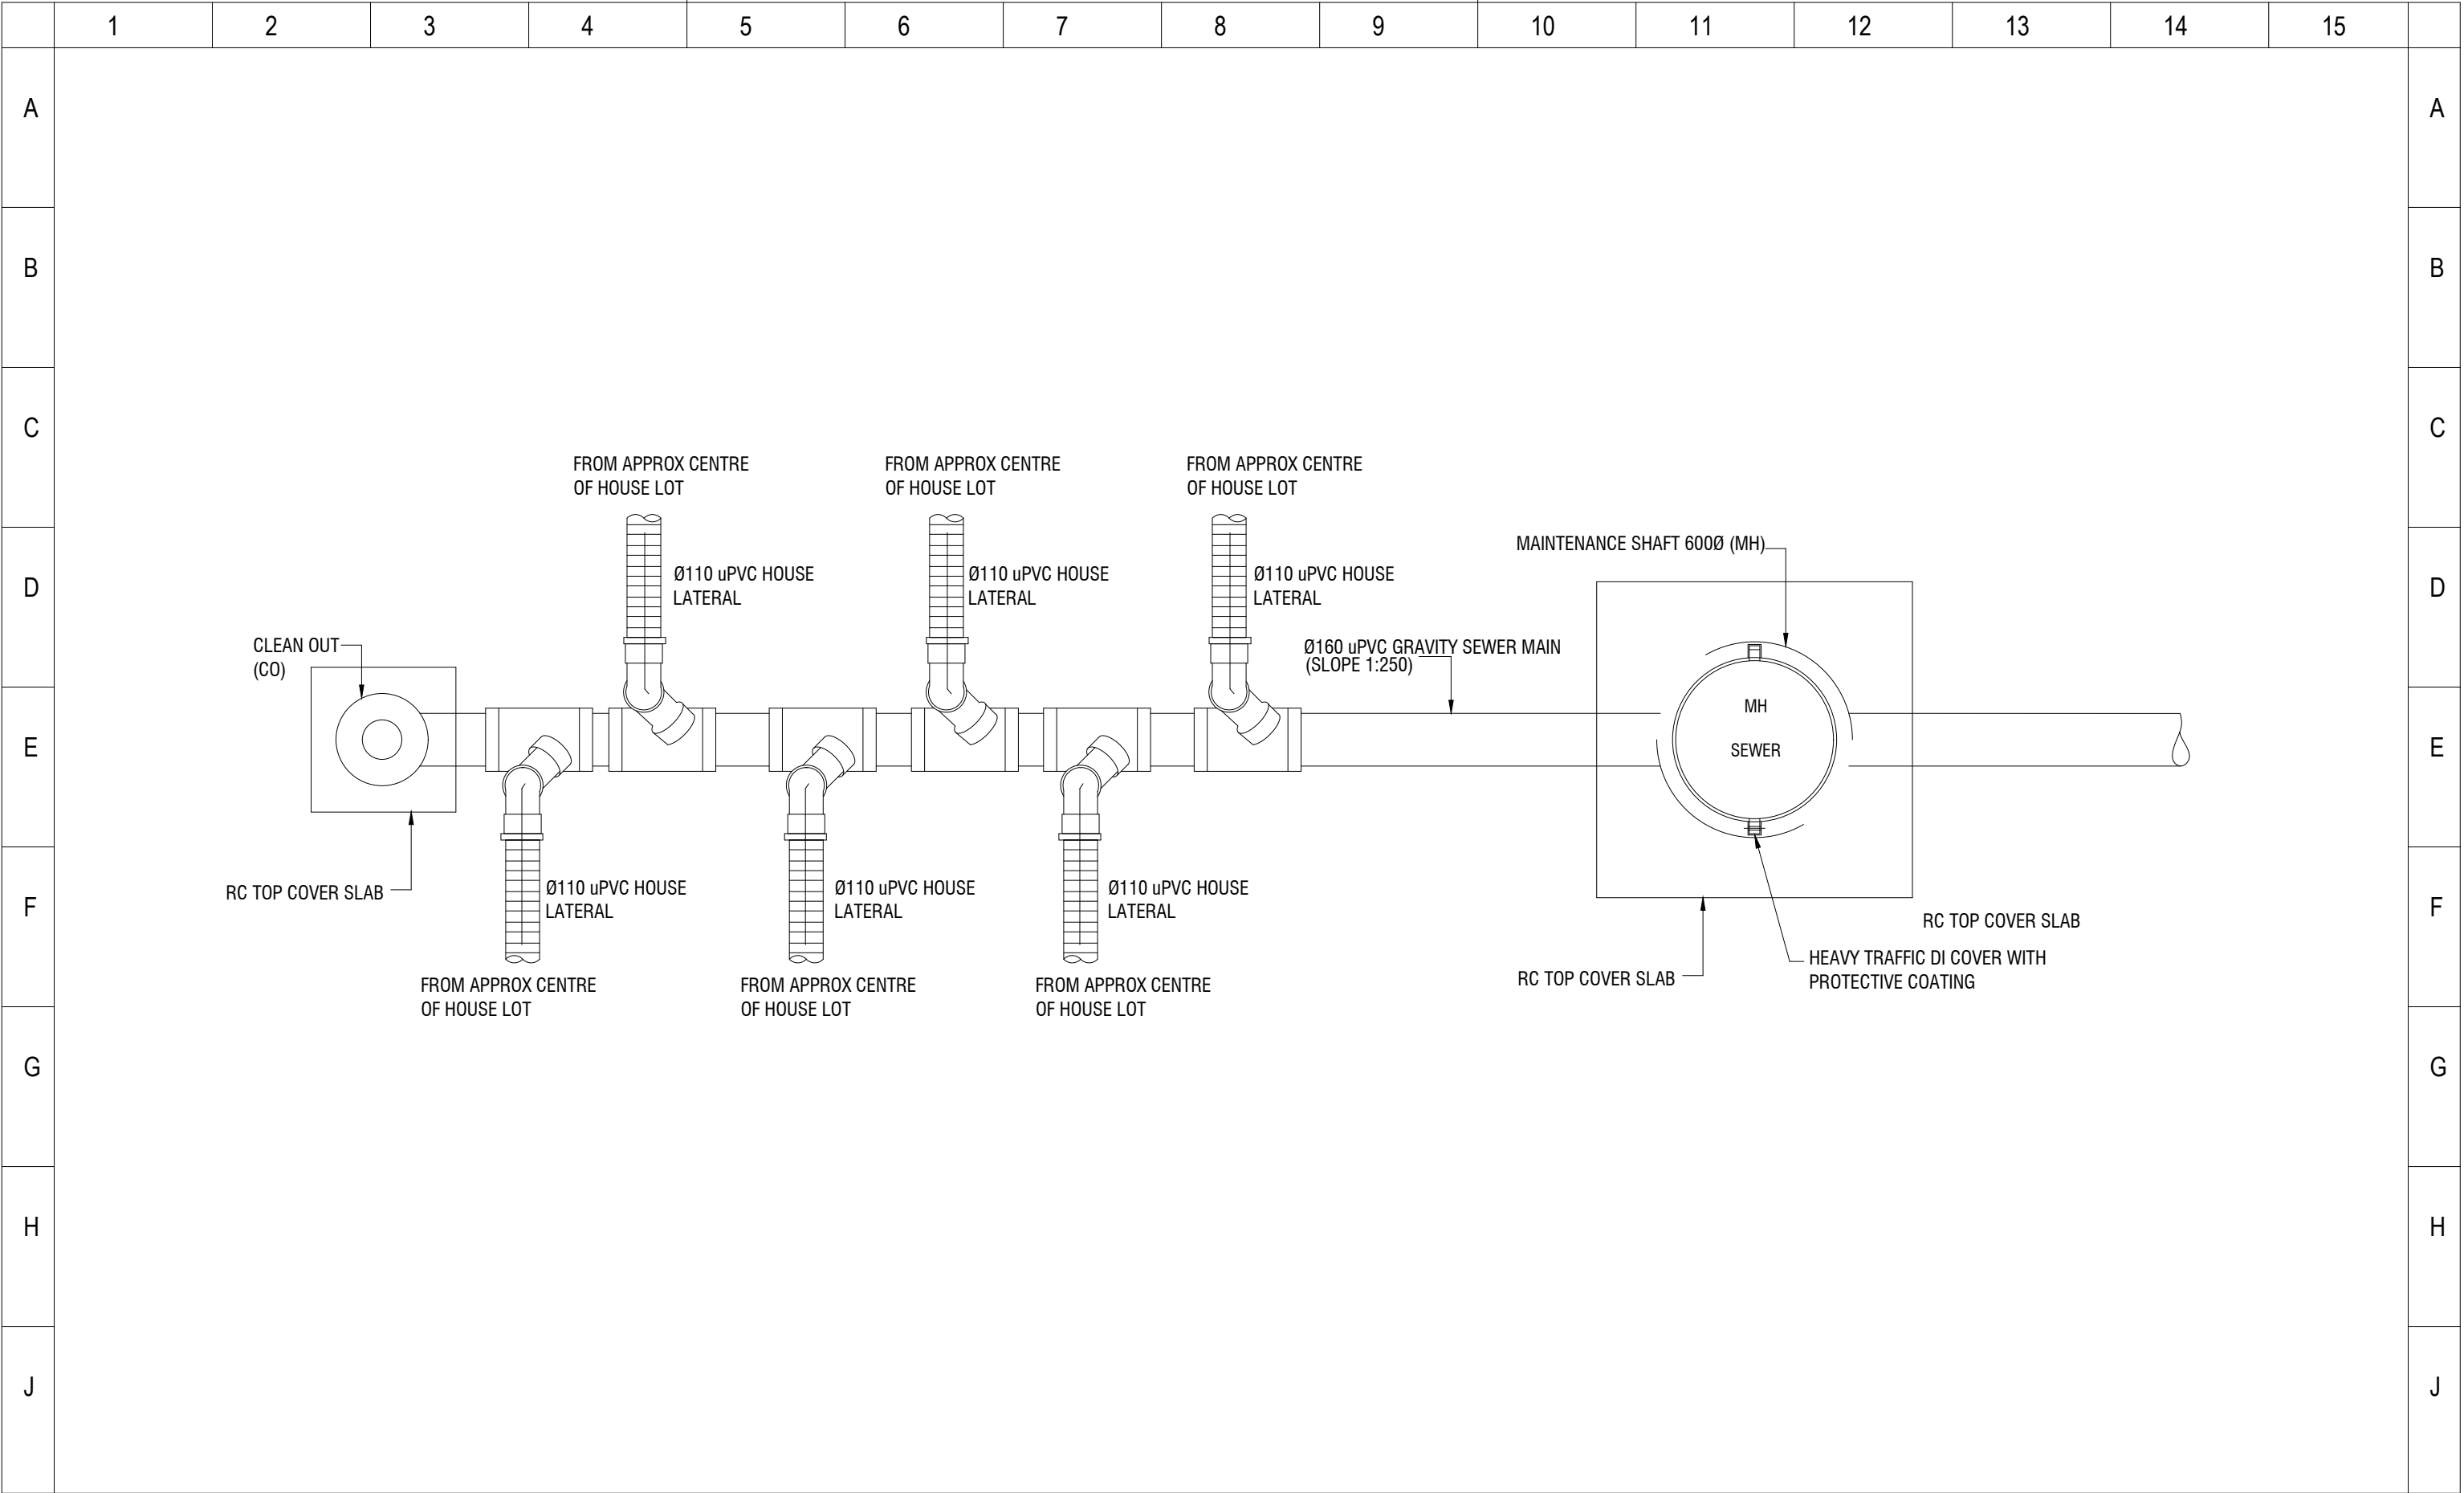 1 2 3 4 5 6 7 8 9 10 11 12 13 14 15
A A
B B
C C
FROM APPROX CENTRE
OF HOUSE LOT
FROM APPROX CENTRE
OF HOUSE LOT
FROM APPROX CENTRE
OF HOUSE LOT
MAINTENANCE SHAFT 600Ø (MH)
D D
Ø110 uPVC HOUSE
LATERAL
Ø110 uPVC HOUSE
LATERAL
Ø110 uPVC HOUSE
LATERAL
CLEAN OUT
(CO)
Ø160 uPVC GRAVITY SEWER MAIN
(SLOPE 1:250)
MH
SEWER
E E
RC TOP COVER SLAB
Ø110 uPVC HOUSE
LATERAL
Ø110 uPVC HOUSE
LATERAL
Ø110 uPVC HOUSE
LATERAL
F F
RC TOP COVER SLAB
HEAVY TRAFFIC DI COVER WITH
PROTECTIVE COATING
RC TOP COVER SLAB
FROM APPROX CENTRE
OF HOUSE LOT
FROM APPROX CENTRE
OF HOUSE LOT
FROM APPROX CENTRE
OF HOUSE LOT
G G
H H
J J